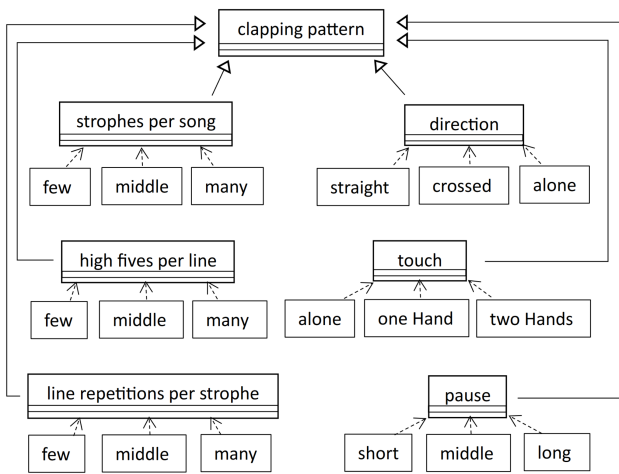 clapping pattern
strophes per song
direction
few
middle
many
straight
crossed
alone
high fives per line
touch
few
middle
many
alone
one Hand
two Hands
line repetitions per strophe
pause
few
middle
many
short
middle
long